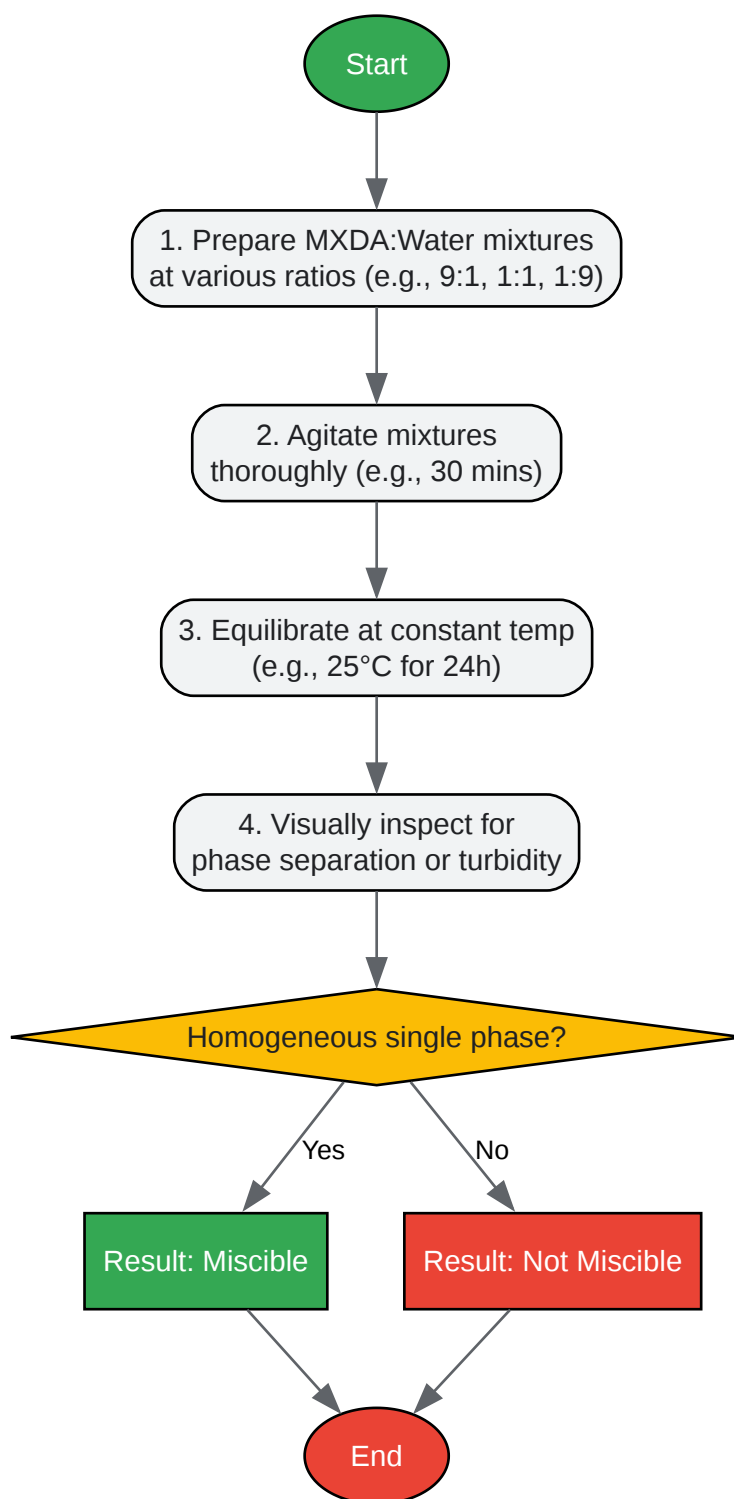 Start
1. Prepare MXDA:Water mixtures
at various ratios (e.g., 9:1, 1:1, 1:9)
2. Agitate mixtures
thoroughly (e.g., 30 mins)
3. Equilibrate at constant temp
(e.g., 25°C for 24h)
4. Visually inspect for
phase separation or turbidity
Homogeneous single phase?
Yes
No
Result: Miscible
Result: Not Miscible
End